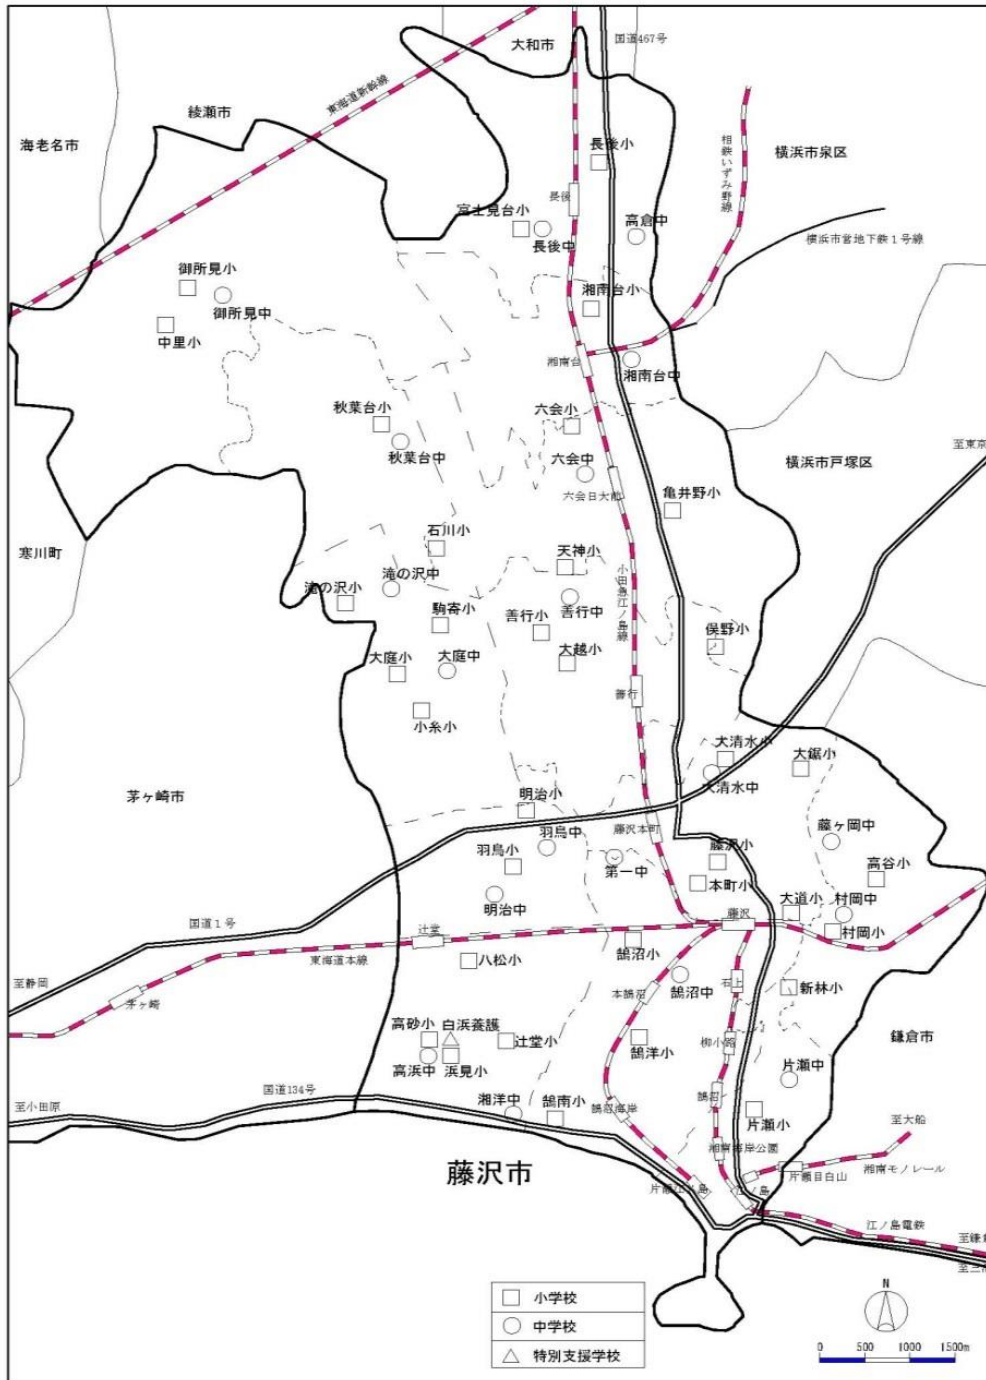 大和市
国道467号
東海道新幹線
綾瀬市
海老名市
長後小
相鉄いずみ野線
横浜市泉区
長後
富士見台小
長後中
高倉中
横浜市営地下鉄１号線
御所見小
御所見中
湘南台小
中里小
湘南台
湘南台中
秋葉台小
六会小
秋葉台中
六会中
至東京
横浜市戸塚区
六会日大前
亀井野小
石川小
寒川町
天神小
小田急江ノ島線
滝の沢中
滝の沢小
駒寄小
善行小
善行中
俣野小
大庭小
大庭中
大越小
善行
小糸小
大清水小
大鋸小
大清水中
茅ヶ崎市
明治小
羽鳥中
藤沢本町
藤ヶ岡中
羽鳥小
第一中
藤沢小
高谷小
本町小
明治中
大道小
村岡中
国道１号
辻堂
藤沢
村岡小
東海道本線
八松小
鵠沼小
至静岡
茅ヶ崎
鵠沼中
石上
新林小
本鵠沼
高砂小
白浜養護
辻堂小
鵠洋小
柳小路
鎌倉市
高浜中
浜見小
片瀬中
国道134号
至小田原
湘洋中
鵠南小
鵠沼海岸
鵠沼
片瀬小
至大船
湘南海岸公園
片瀬目白山
湘南モノレール
藤沢市
片瀬江ノ島
江ノ島
江ノ島電鉄
至鎌倉
小学校
中学校
特別支援学校
N
0 500 1000 1500m